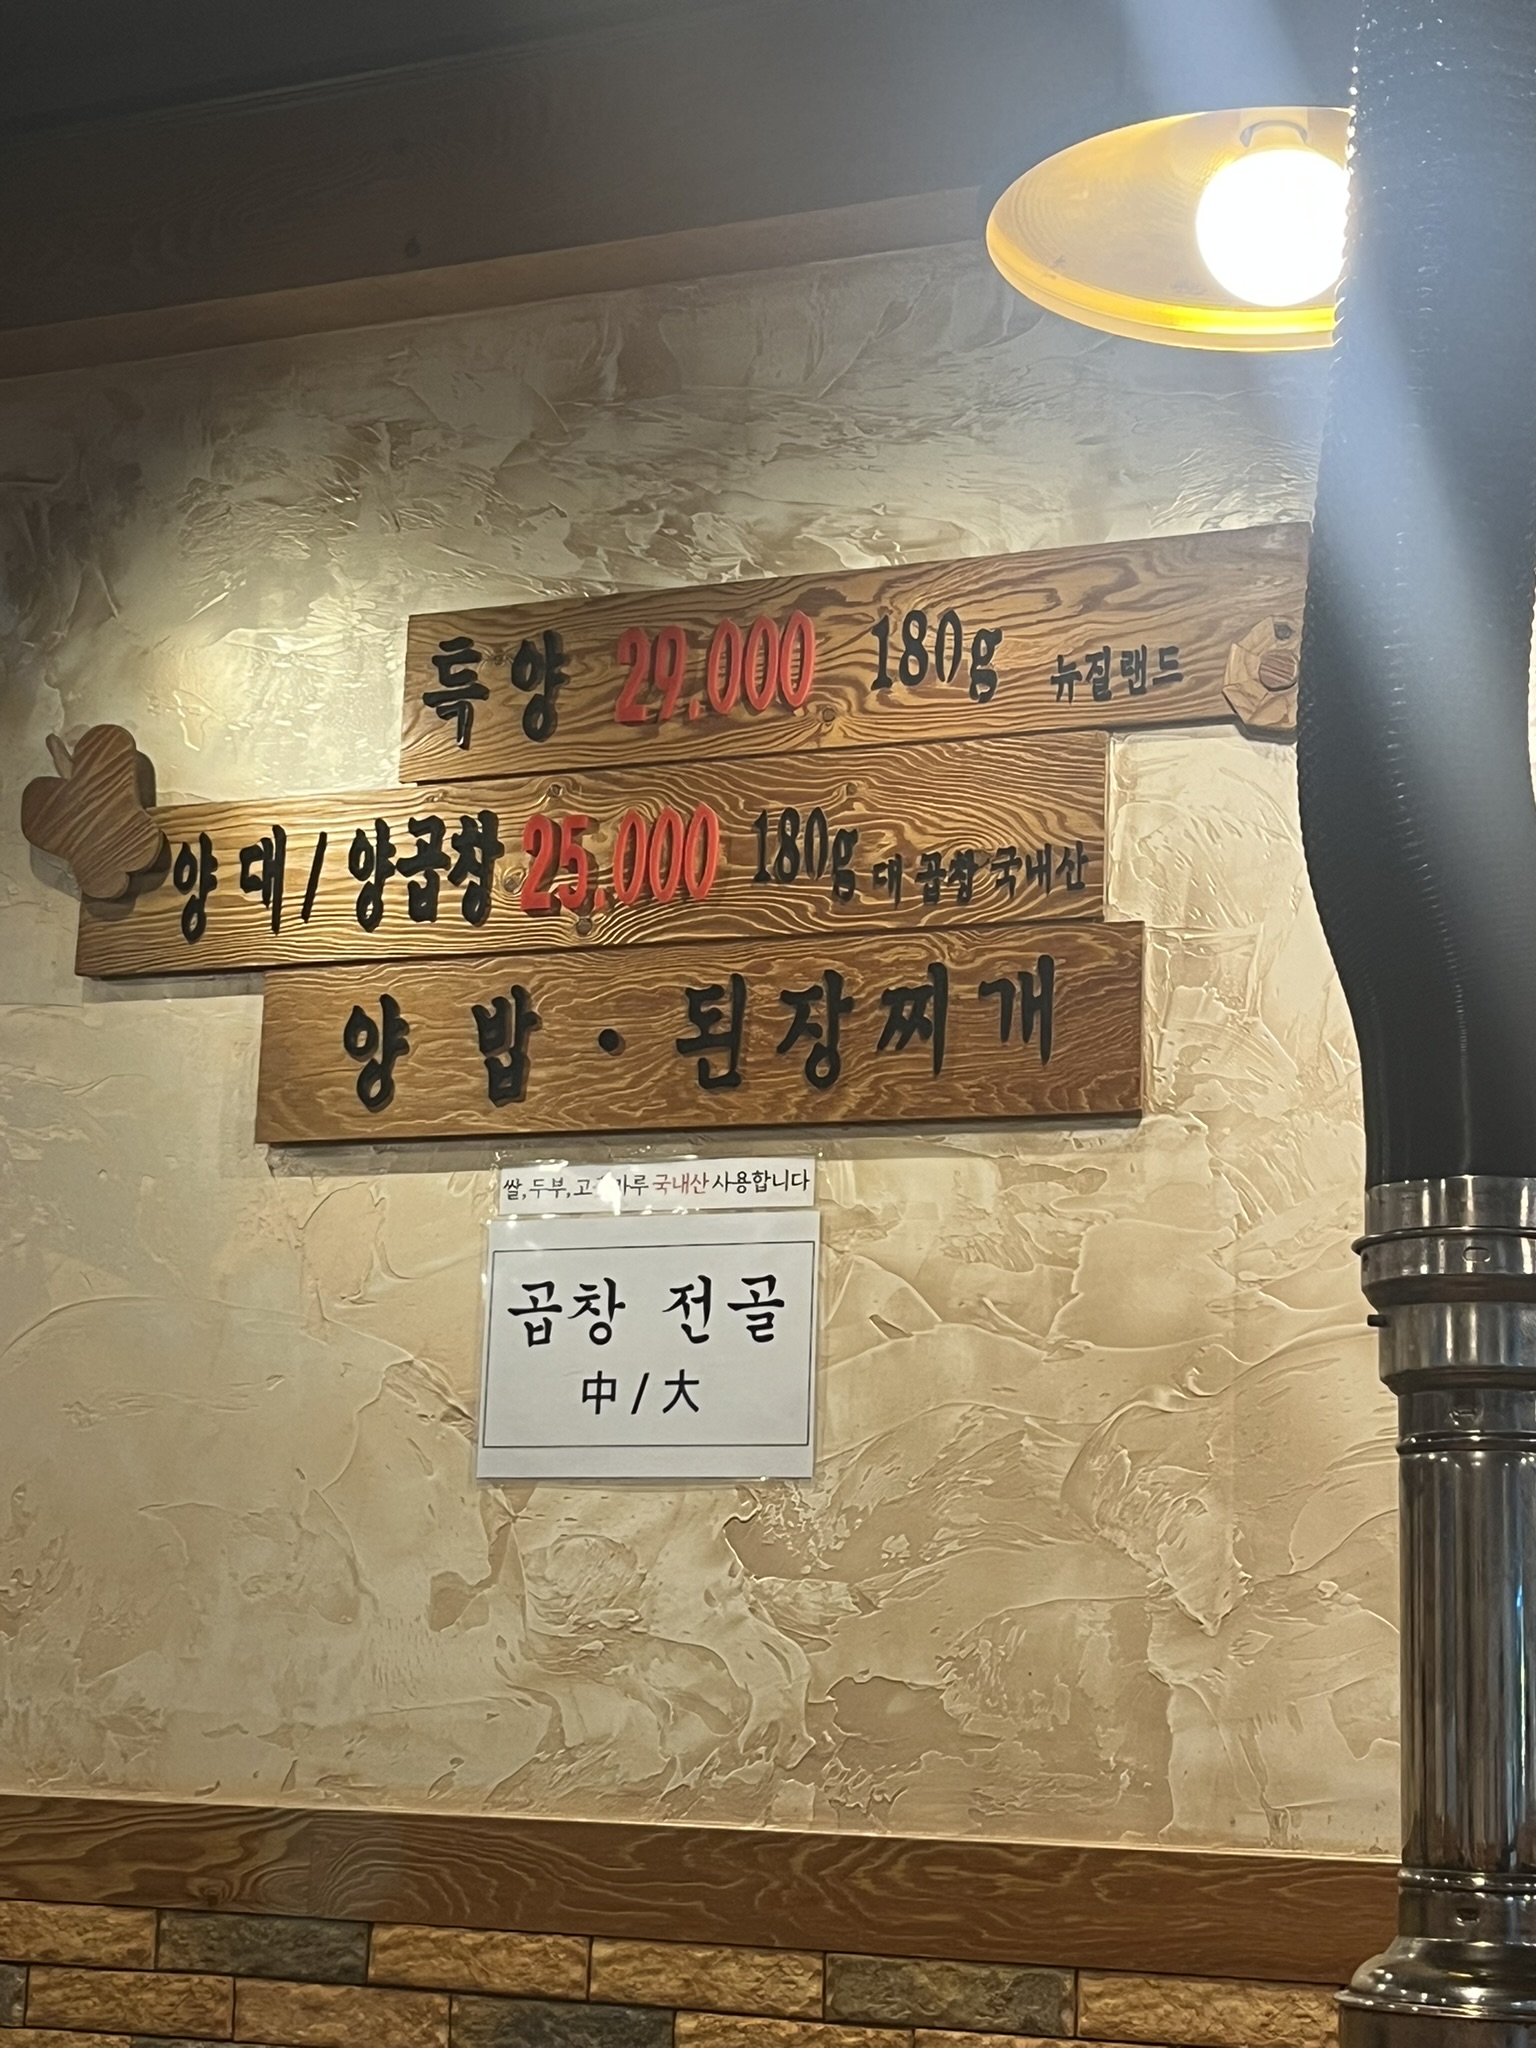 특양 29.000 180g 뉴질랜드
양대/양곱창 25.000 180g 대 곱창 국내산
양 밥 · 된장찌개
쌀,두부, 국내산 사용합니다
곱창 전골
中/大